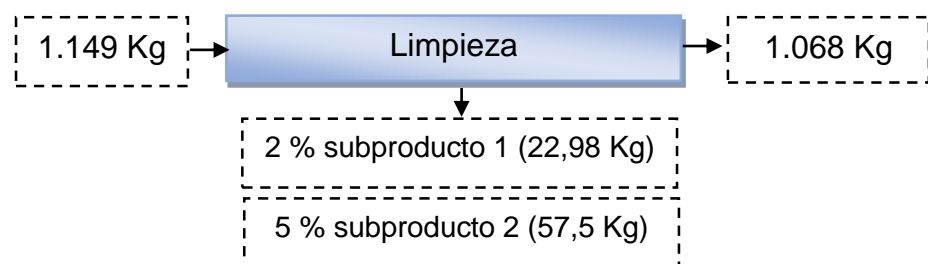 1.149 Kg
Limpieza
1.068 Kg
2 % subproducto 1 (22,98 Kg)
5 % subproducto 2 (57,5 Kg)